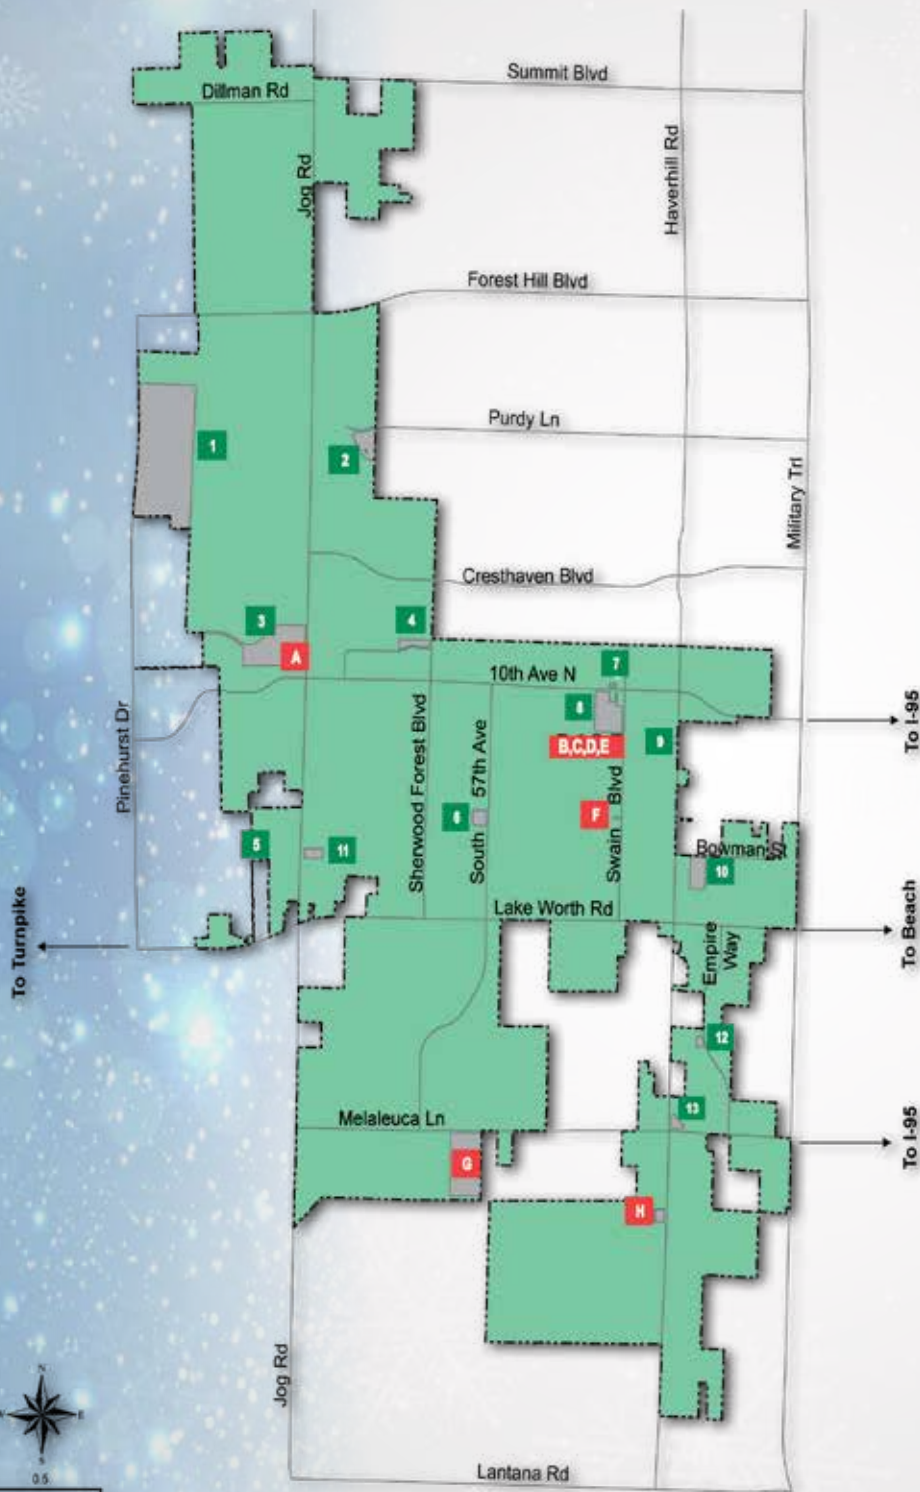 Summit Blvd
Dillman Rd
Haverhill Rd
Jog Rd
Forest Hill Blvd
Purdy Ln
1
2
Military Trl
Cresthaven Blvd
3
4
A
7
10th Ave N
8
To I-95
Pinehurst Dr
Sherwood Forest Blvd
South 57th Ave
B,C,D,E
9
6
F
Swain Blvd
5
11
Bowman St
10
Lake Worth Rd
To Turnpike
To Beach
Empire
Way
12
13
Melaleuca Ln
To I-95
G
H
Jog Rd
N
E
S
0.5
Lantana Rd